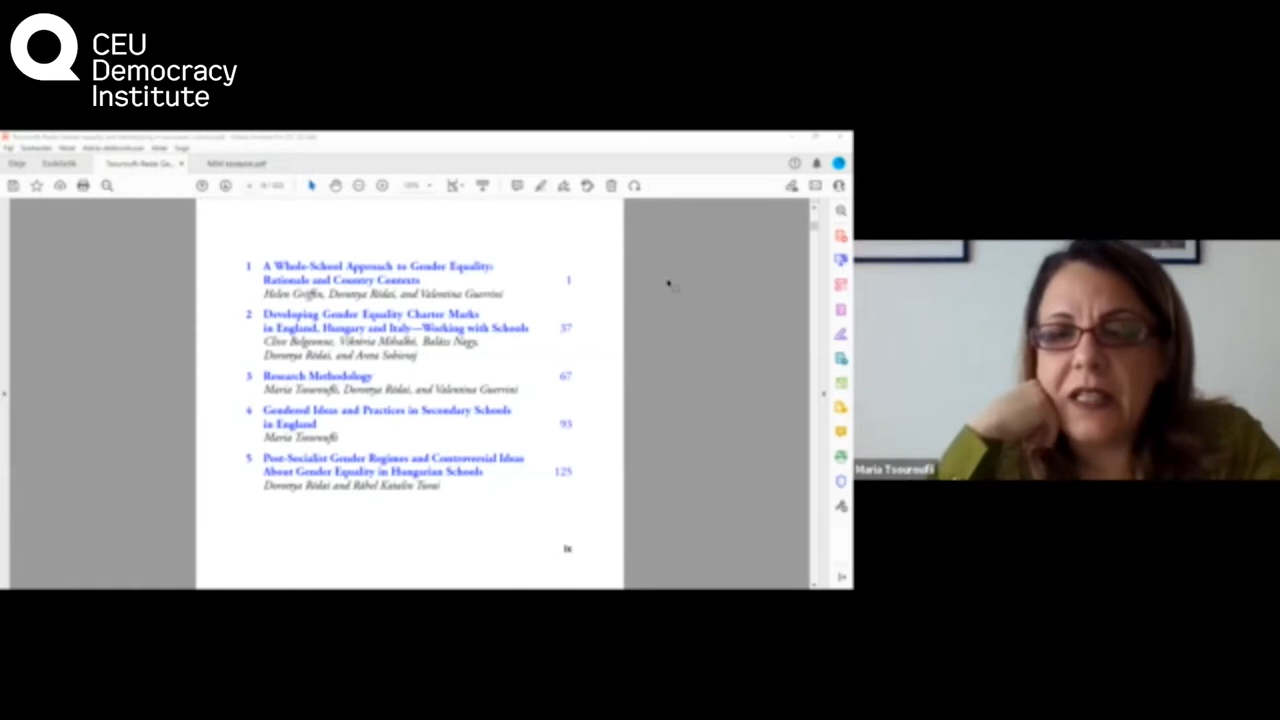 CEU
Democracy
Institute
1 A Whole-School Approach to Gender Equality:
Rationale and Country Contexts 1
Helen Griffin, Dorottya Rédai, and Valentina Guerrini
2 Developing Gender Equality Charter Marks
in England, Hungary and Italy—Working with Schools 37
Clive Belgeonne, Viktória Mihalkó, Balázs Nagy,
Dorottya Rédai, and Arena Sobieraj
3 Research Methodology 67
Maria Tsouroufli, Dorottya Rédai, and Valentina Guerrini
4 Gendered Ideas and Practices in Secondary Schools
in England 93
Maria Tsouroufli
5 Post-Socialist Gender Regimes and Controversial Ideas
About Gender Equality in Hungarian Schools 125
Dorottya Rédai and Ráhel Katalin Turai
ix
Maria Tsouroufli